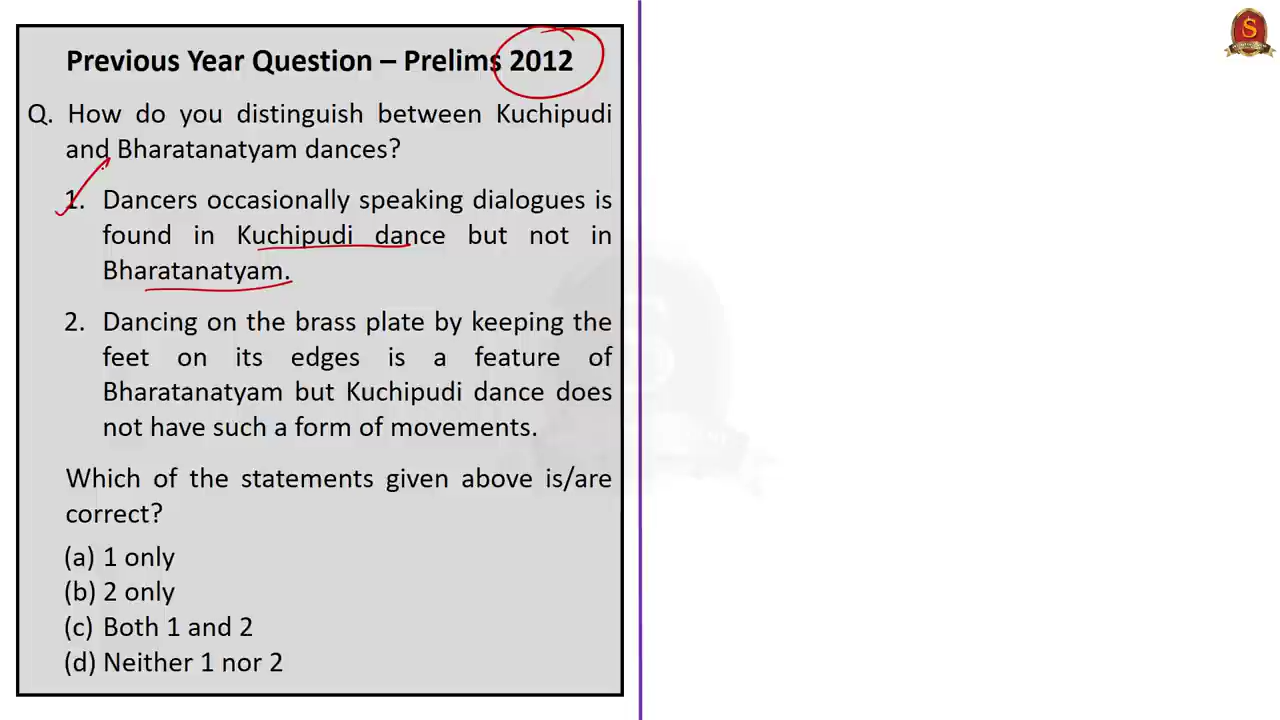 Previous Year Question – Prelims 2012
Q. How do you distinguish between Kuchipudi
and Bharatanatyam dances?
1. Dancers occasionally speaking dialogues is
found in Kuchipudi dance but not in
Bharatanatyam.
2. Dancing on the brass plate by keeping the
feet on its edges is a feature of
Bharatanatyam but Kuchipudi dance does
not have such a form of movements.
Which of the statements given above is/are
correct?
(a) 1 only
(b) 2 only
(c) Both 1 and 2
(d) Neither 1 nor 2
S